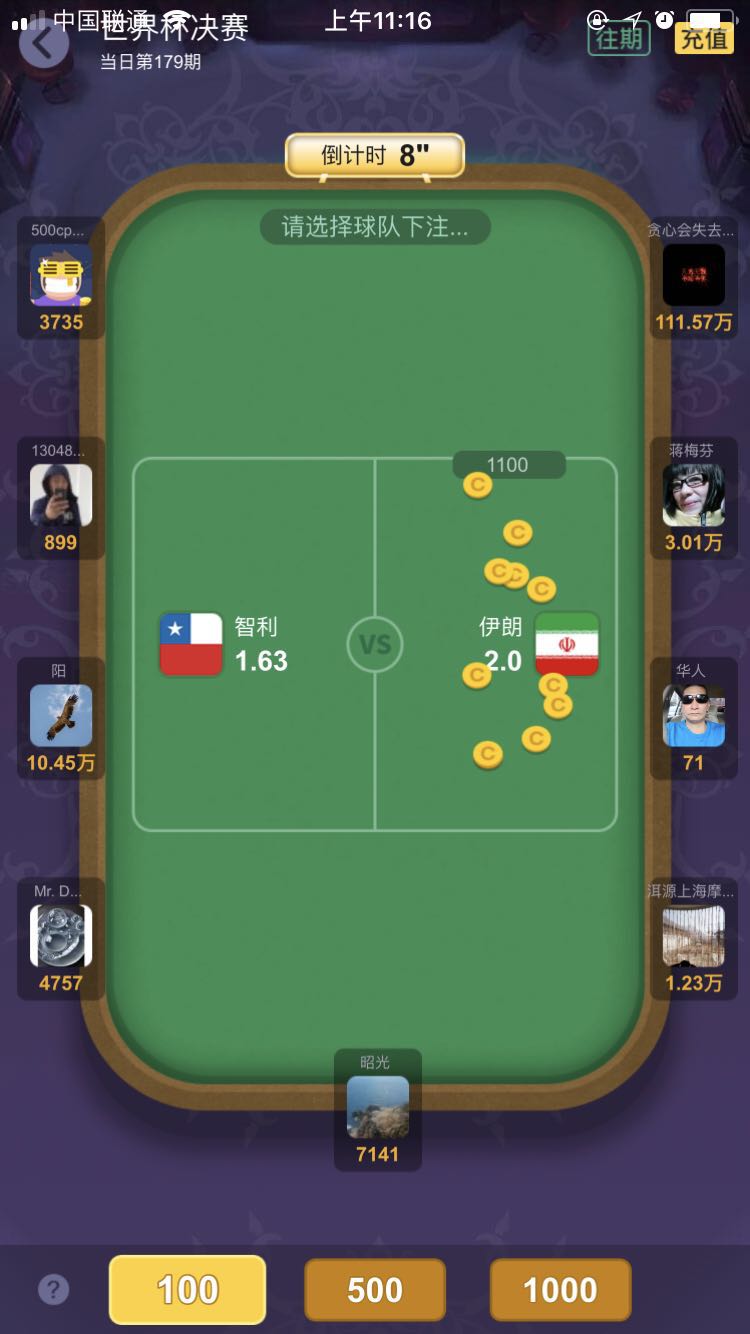 中国联通
上午11:16
世界杯决赛
当日第179期
往期
充值
倒计时 8"
请选择球队下注...
500cp...
3735
贪心会失去...
111.57万
13048...
899
蒋梅芬
3.01万
1100
智利
1.63
VS
伊朗
2.0
阳
10.45万
华人
71
Mr. D...
4757
洱源上海摩...
1.23万
昭光
7141
?
100
500
1000